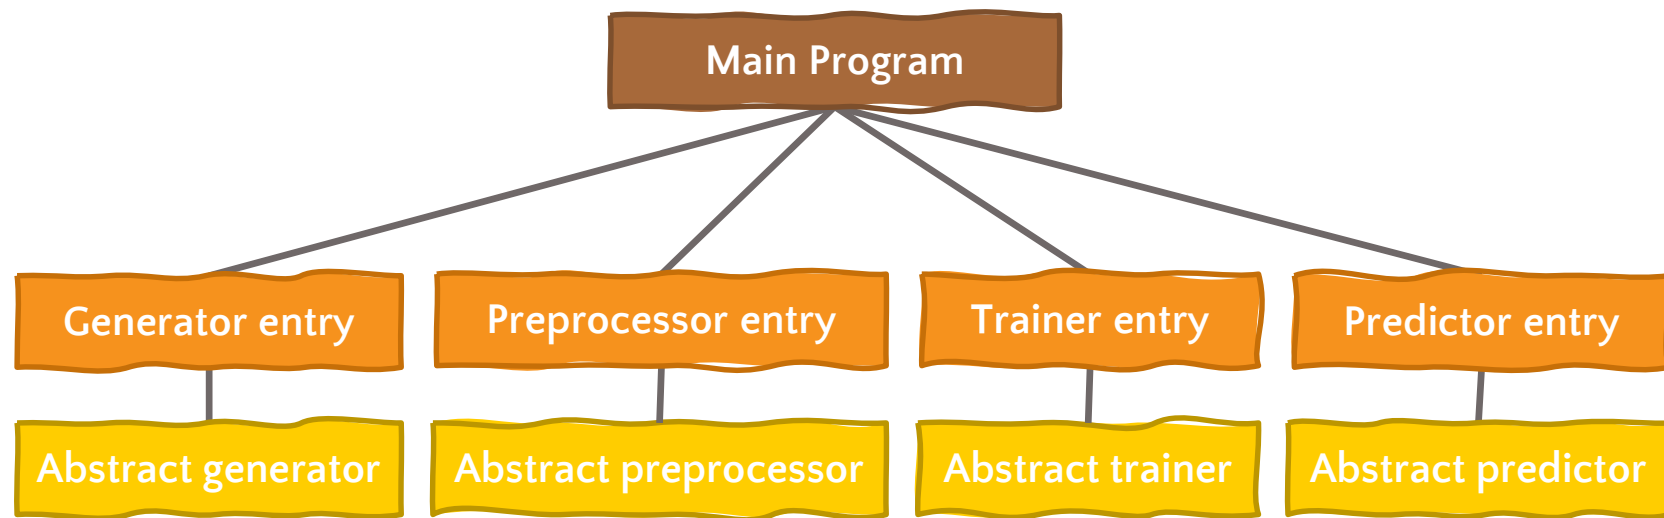 Main Program
Generator entry
Preprocessor entry
Trainer entry
Predictor entry
Abstract generator
Abstract preprocessor
Abstract trainer
Abstract predictor